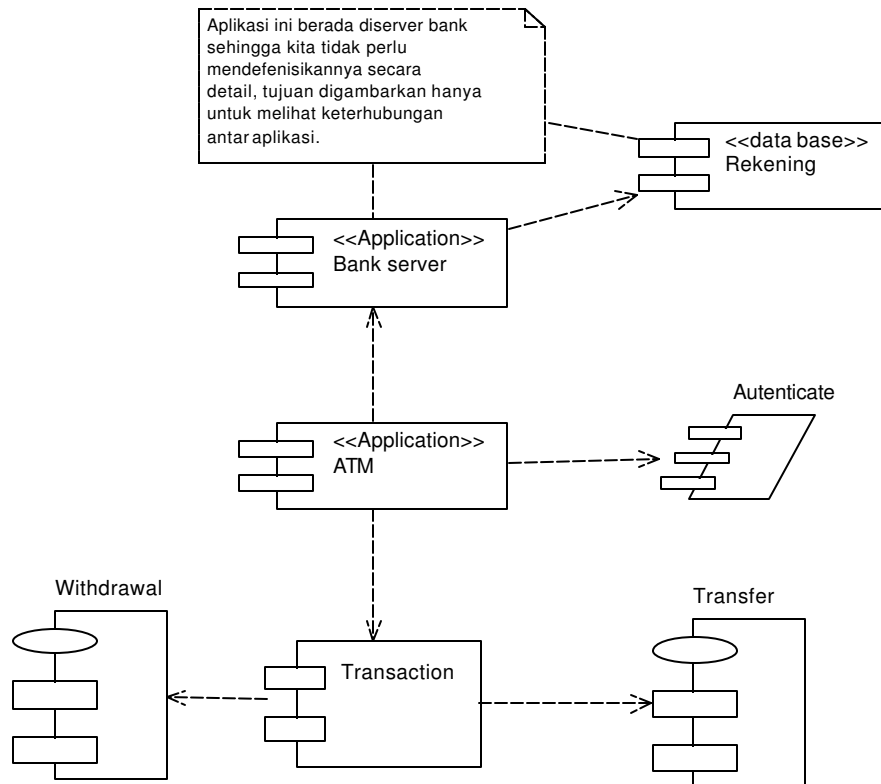 Aplikasi ini berada diserver bank
sehingga kita tidak perlu
mendefenisikannya secara
detail, tujuan digambarkan hanya
untuk melihat keterhubungan
antar aplikasi.
<<data base>>
Rekening
<<Application>>
Bank server
Autenticate
<<Application>>
ATM
Withdrawal
Transfer
Transaction